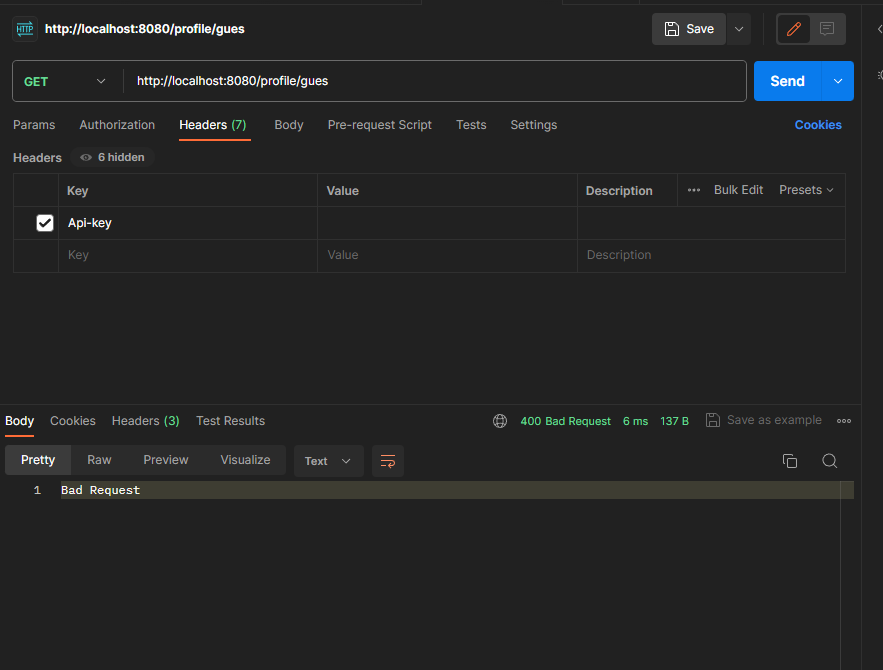 HTTP http://localhost:8080/profile/gues Save
GET http://localhost:8080/profile/gues Send
Params Authorization Headers (7) Body Pre-request Script Tests Settings Cookies
Headers 6 hidden
Key Value Description Bulk Edit Presets
Api-key
Key Value Description
Body Cookies Headers (3) Test Results 400 Bad Request 6 ms 137 B Save as example
Pretty Raw Preview Visualize Text
1 Bad Request